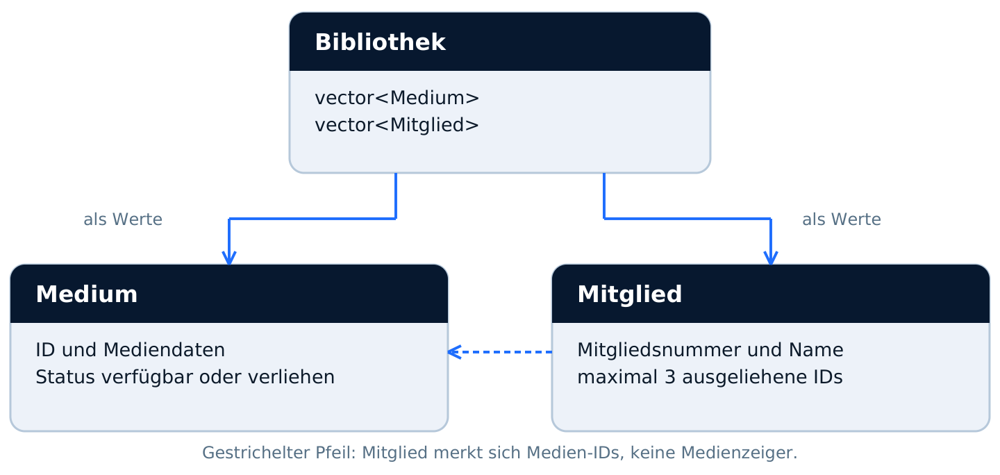 Bibliothek
vector<Medium>
vector<Mitglied>
als Werte
als Werte
Medium
ID und Mediendaten
Status verfügbar oder verliehen
Mitglied
Mitgliedsnummer und Name
maximal 3 ausgeliehene IDs
Gestrichelter Pfeil: Mitglied merkt sich Medien-IDs, keine Medienzeiger.